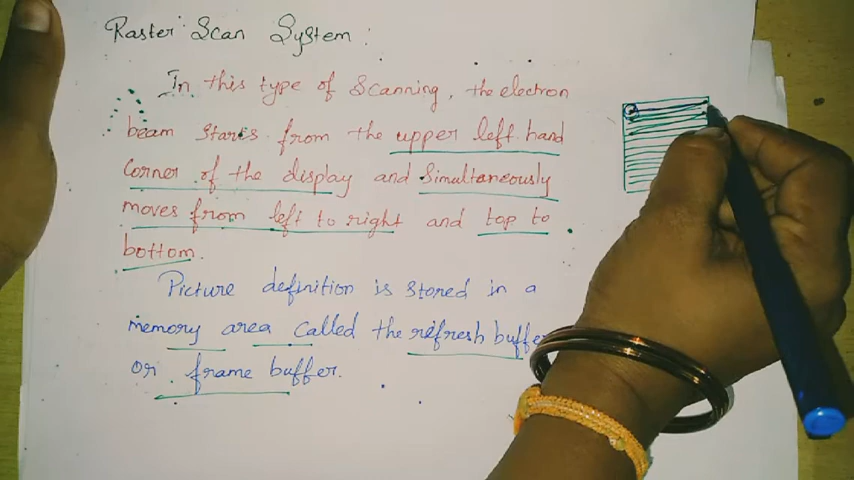 Raster Scan System :
In this type of Scanning, the electron
beam stares from the upper left hand
corner of the display and simultaneously
moves from left to right and top to
bottom.
Picture definition is stored in a
memory area called the refresh buffer
or frame buffer.